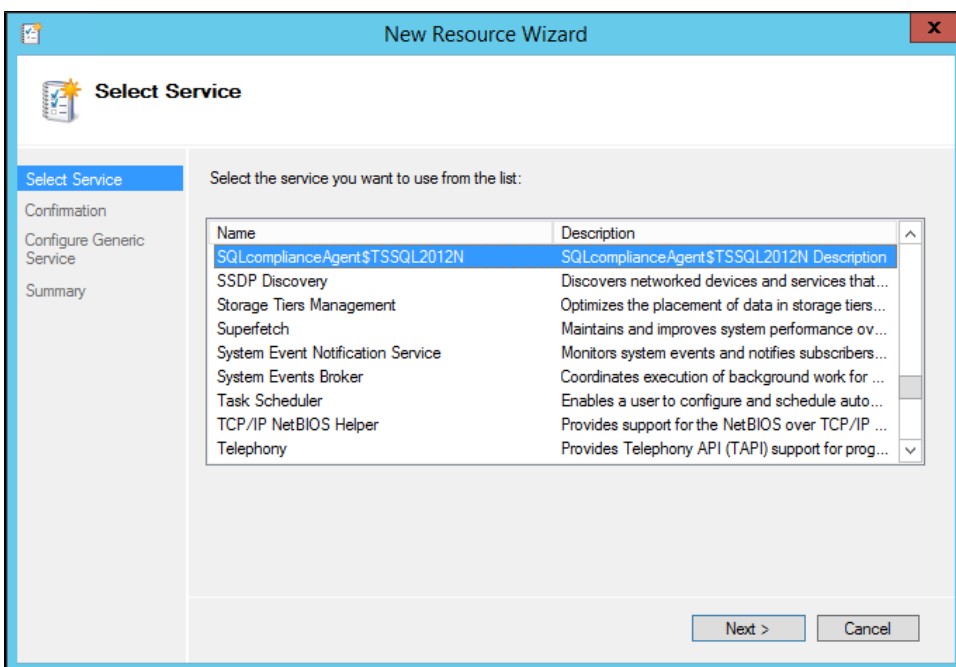 New Resource Wizard
x
Select Service
Select Service
Confirmation
Configure Generic
Service
Summary
Select the service you want to use from the list:
Name Description
SQLcomplianceAgent$TSSQL2012N SQLcomplianceAgent$TSSQL2012N Description
SSDP Discovery Discovers networked devices and services that...
Storage Tiers Management Optimizes the placement of data in storage tiers...
Superfetch Maintains and improves system performance ov...
System Event Notification Service Monitors system events and notifies subscribers...
System Events Broker Coordinates execution of background work for ...
Task Scheduler Enables a user to configure and schedule auto...
TCP/IP NetBIOS Helper Provides support for the NetBIOS over TCP/IP ...
Telephony Provides Telephony API (TAPI) support for prog...
Next > Cancel